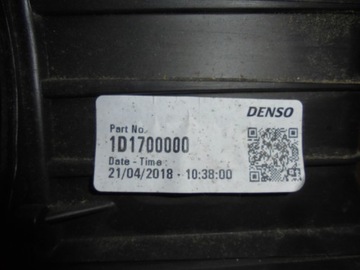 DENSO
Part No.
1D1700000
Date - Time :
21/04/2018 - 10:38:00